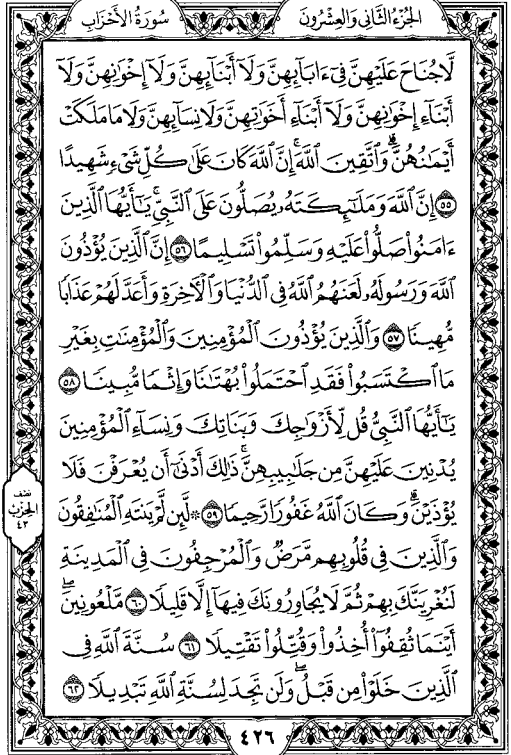 الجزء الثاني والعشرون
سورة الأحزاب
لَّا جُنَاحَ عَلَيْهِنَّ فِىٓ ءَابَآئِهِنَّ وَلَآ أَبْنَآئِهِنَّ وَلَآ إِخْوَٰنِهِنَّ وَلَآ
أَبْنَآءِ إِخْوَٰنِهِنَّ وَلَآ أَبْنَآءِ أَخَوَٰتِهِنَّ وَلَا نِسَآئِهِنَّ وَلَا مَا مَلَكَتْ
أَيْمَٰنُهُنَّ ۗ وَٱتَّقِينَ ٱللَّهَ ۚ إِنَّ ٱللَّهَ كَانَ عَلَىٰ كُلِّ شَىْءٍ شَهِيدًا
٥٥ إِنَّ ٱللَّهَ وَمَلَٰٓئِكَتَهُۥ يُصَلُّونَ عَلَى ٱلنَّبِىِّ ۚ يَٰٓأَيُّهَا ٱلَّذِينَ
ءَامَنُوا۟ صَلُّوا۟ عَلَيْهِ وَسَلِّمُوا۟ تَسْلِيمًا ٥٦ إِنَّ ٱلَّذِينَ يُؤْذُونَ
ٱللَّهَ وَرَسُولَهُۥ لَعَنَهُمُ ٱللَّهُ فِى ٱلدُّنْيَا وَٱلْءَاخِرَةِ وَأَعَدَّ لَهُمْ عَذَابًا
مُّهِينًا ٥٧ وَٱلَّذِينَ يُؤْذُونَ ٱلْمُؤْمِنِينَ وَٱلْمُؤْمِنَٰتِ بِغَيْرِ
مَا ٱكْتَسَبُوا۟ فَقَدِ ٱحْتَمَلُوا۟ بُهْتَٰنًا وَإِثْمًا مُّبِينًا ٥٨
يَٰٓأَيُّهَا ٱلنَّبِىُّ قُل لِّأَزْوَٰجِكَ وَبَنَاتِكَ وَنِسَآءِ ٱلْمُؤْمِنِينَ
يُدْنِينَ عَلَيْهِنَّ مِن جَلَٰبِيبِهِنَّ ۚ ذَٰلِكَ أَدْنَىٰٓ أَن يُعْرَفْنَ فَلَا
يُؤْذَيْنَ ۗ وَكَانَ ٱللَّهُ غَفُورًا رَّحِيمًا ٥٩ ۞ لَّئِن لَّمْ يَنتَهِ ٱلْمُنَٰفِقُونَ
وَٱلَّذِينَ فِى قُلُوبِهِم مَّرَضٌ وَٱلْمُرْجِفُونَ فِى ٱلْمَدِينَةِ
لَنُغْرِيَنَّكَ بِهِمْ ثُمَّ لَا يُجَاوِرُونَكَ فِيهَآ إِلَّا قَلِيلًا ٦٠ مَّلْعُونِينَ ۖ
أَيْنَمَا ثُقِفُوٓا۟ أُخِذُوا۟ وَقُتِّلُوا۟ تَقْتِيلًا ٦١ سُنَّةَ ٱللَّهِ فِى
ٱلَّذِينَ خَلَوْا۟ مِن قَبْلُ ۖ وَلَن تَجِدَ لِسُنَّةِ ٱللَّهِ تَبْدِيلًا ٦٢
نصف
الحزب
٤٣
٤٢٦